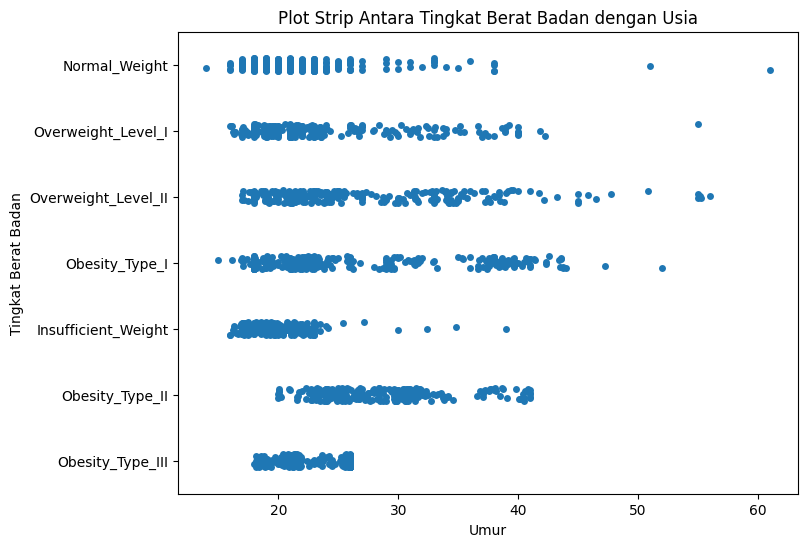 Plot Strip Antara Tingkat Berat Badan dengan Usia
Tingkat Berat Badan
Normal_Weight
Overweight_Level_I
Overweight_Level_II
Obesity_Type_I
Insufficient_Weight
Obesity_Type_II
Obesity_Type_III
20 30 40 50 60
Umur